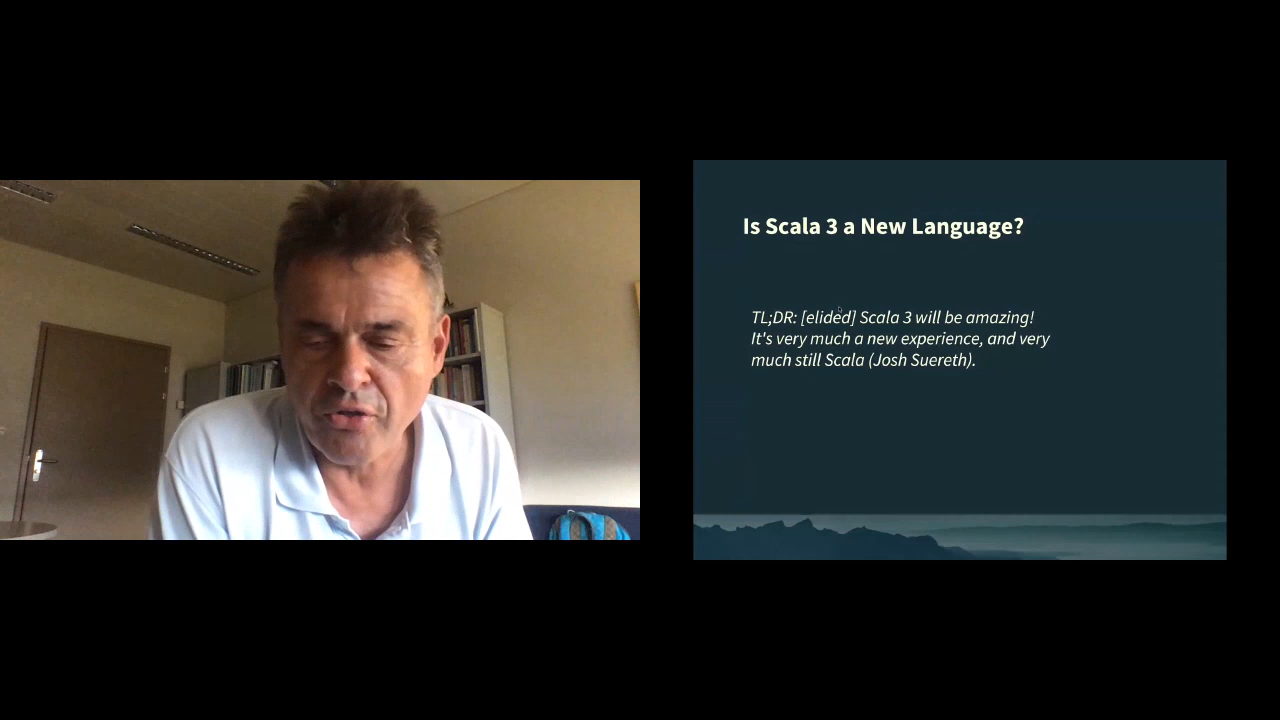 Is Scala 3 a New Language?
TL;DR: [elided] Scala 3 will be amazing!
It's very much a new experience, and very
much still Scala (Josh Suereth).